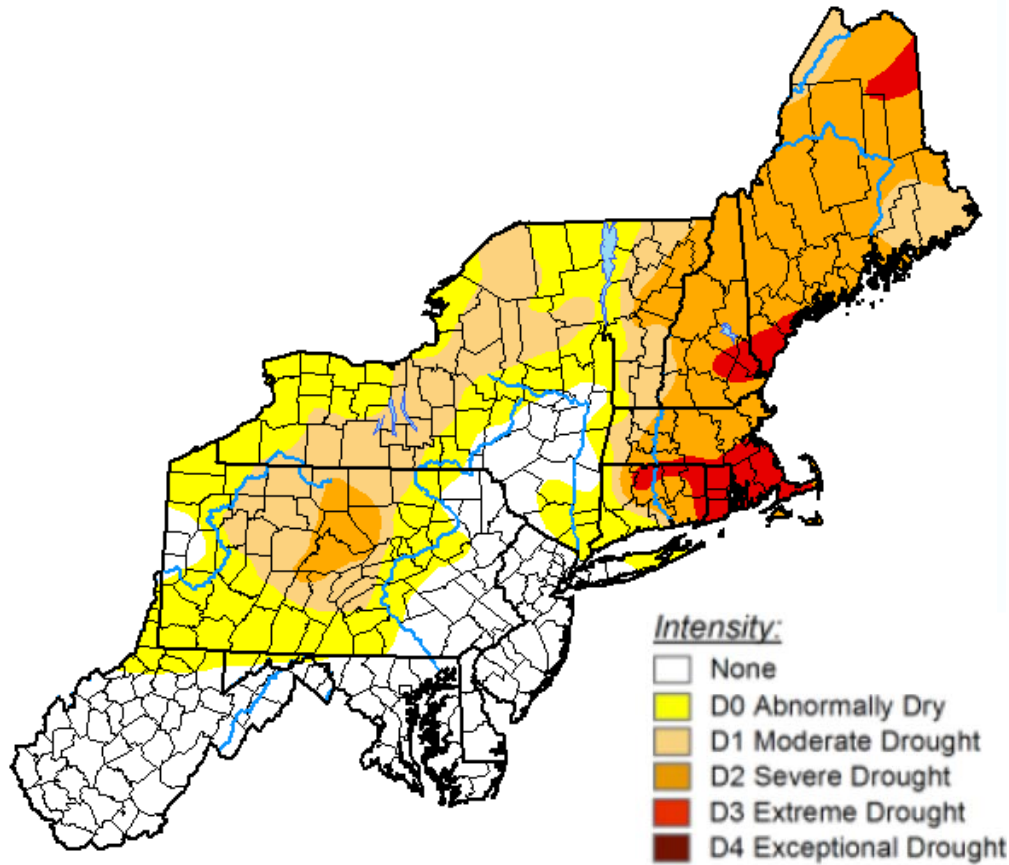 Intensity:
None
D0 Abnormally Dry
D1 Moderate Drought
D2 Severe Drought
D3 Extreme Drought
D4 Exceptional Drought